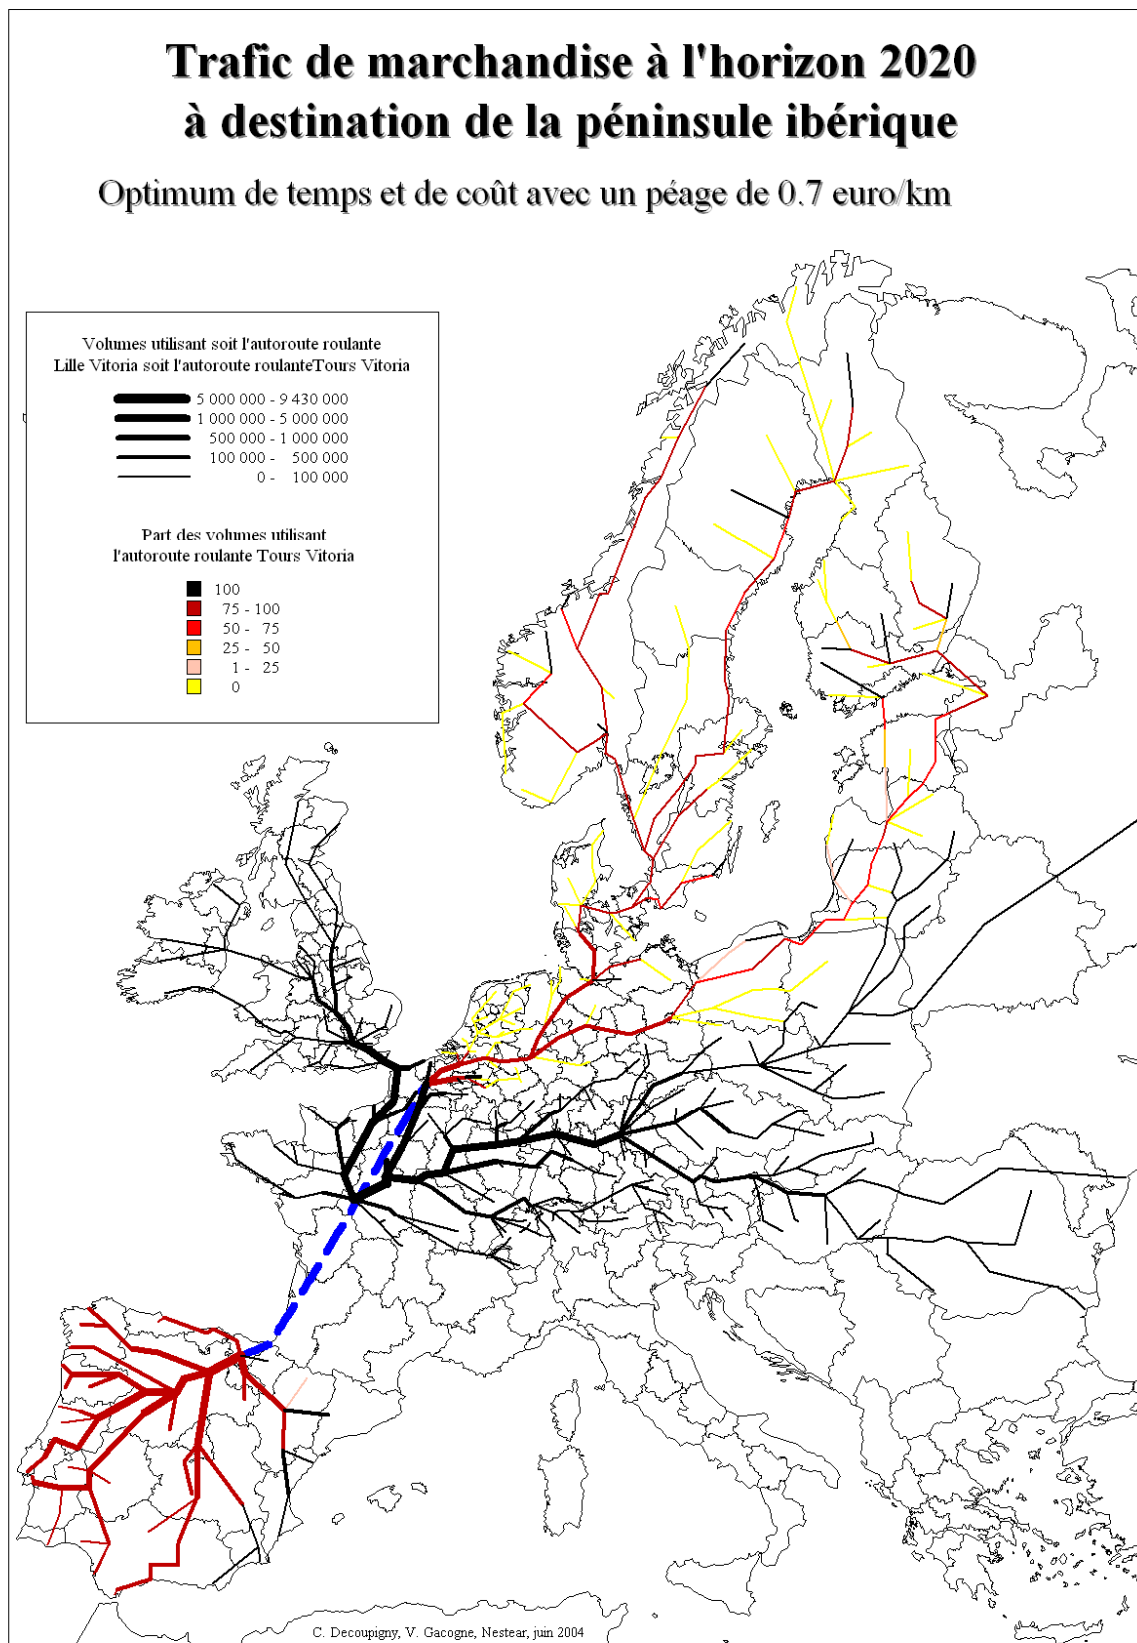 Trafic de marchandise à l'horizon 2020
à destination de la péninsule ibérique
Optimum de temps et de coût avec un péage de 0.7 euro/km
Volumes utilisant soit l'autoroute roulante
Lille Vitoria soit l'autoroute roulanteTours Vitoria
5 000 000 - 9 430 000
1 000 000 - 5 000 000
500 000 - 1 000 000
100 000 - 500 000
0 - 100 000
Part des volumes utilisant
l'autoroute roulante Tours Vitoria
100
75 - 100
50 - 75
25 - 50
1 - 25
0
C. Decoupigny, V. Gacogne, Nestear, juin 2004